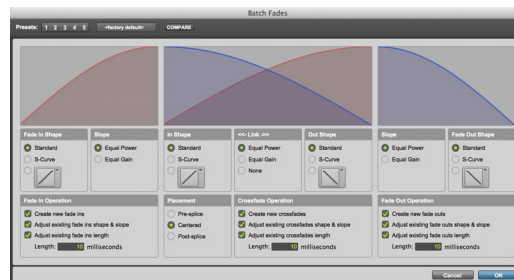 Batch Fades
Presets: 1 2 3 4 5 <factory default> COMPARE
Fade In Shape
Standard
S-Curve
Slope
Equal Power
Equal Gain
In Shape
Standard
S-Curve
<<- Link ->>
Equal Power
Equal Gain
None
Out Shape
Standard
S-Curve
Slope
Equal Power
Equal Gain
Fade Out Shape
Standard
S-Curve
Fade In Operation
Create new fade ins
Adjust existing fade ins shape & slope
Adjust existing fade ins length
Length: 10 milliseconds
Placement
Pre-splice
Centered
Post-splice
Crossfade Operation
Create new crossfades
Adjust existing crossfades shape & slope
Adjust existing crossfades length
Length: 10 milliseconds
Fade Out Operation
Create new fade outs
Adjust existing fade outs shape & slope
Adjust existing fade outs length
Length: 10 milliseconds
Cancel OK